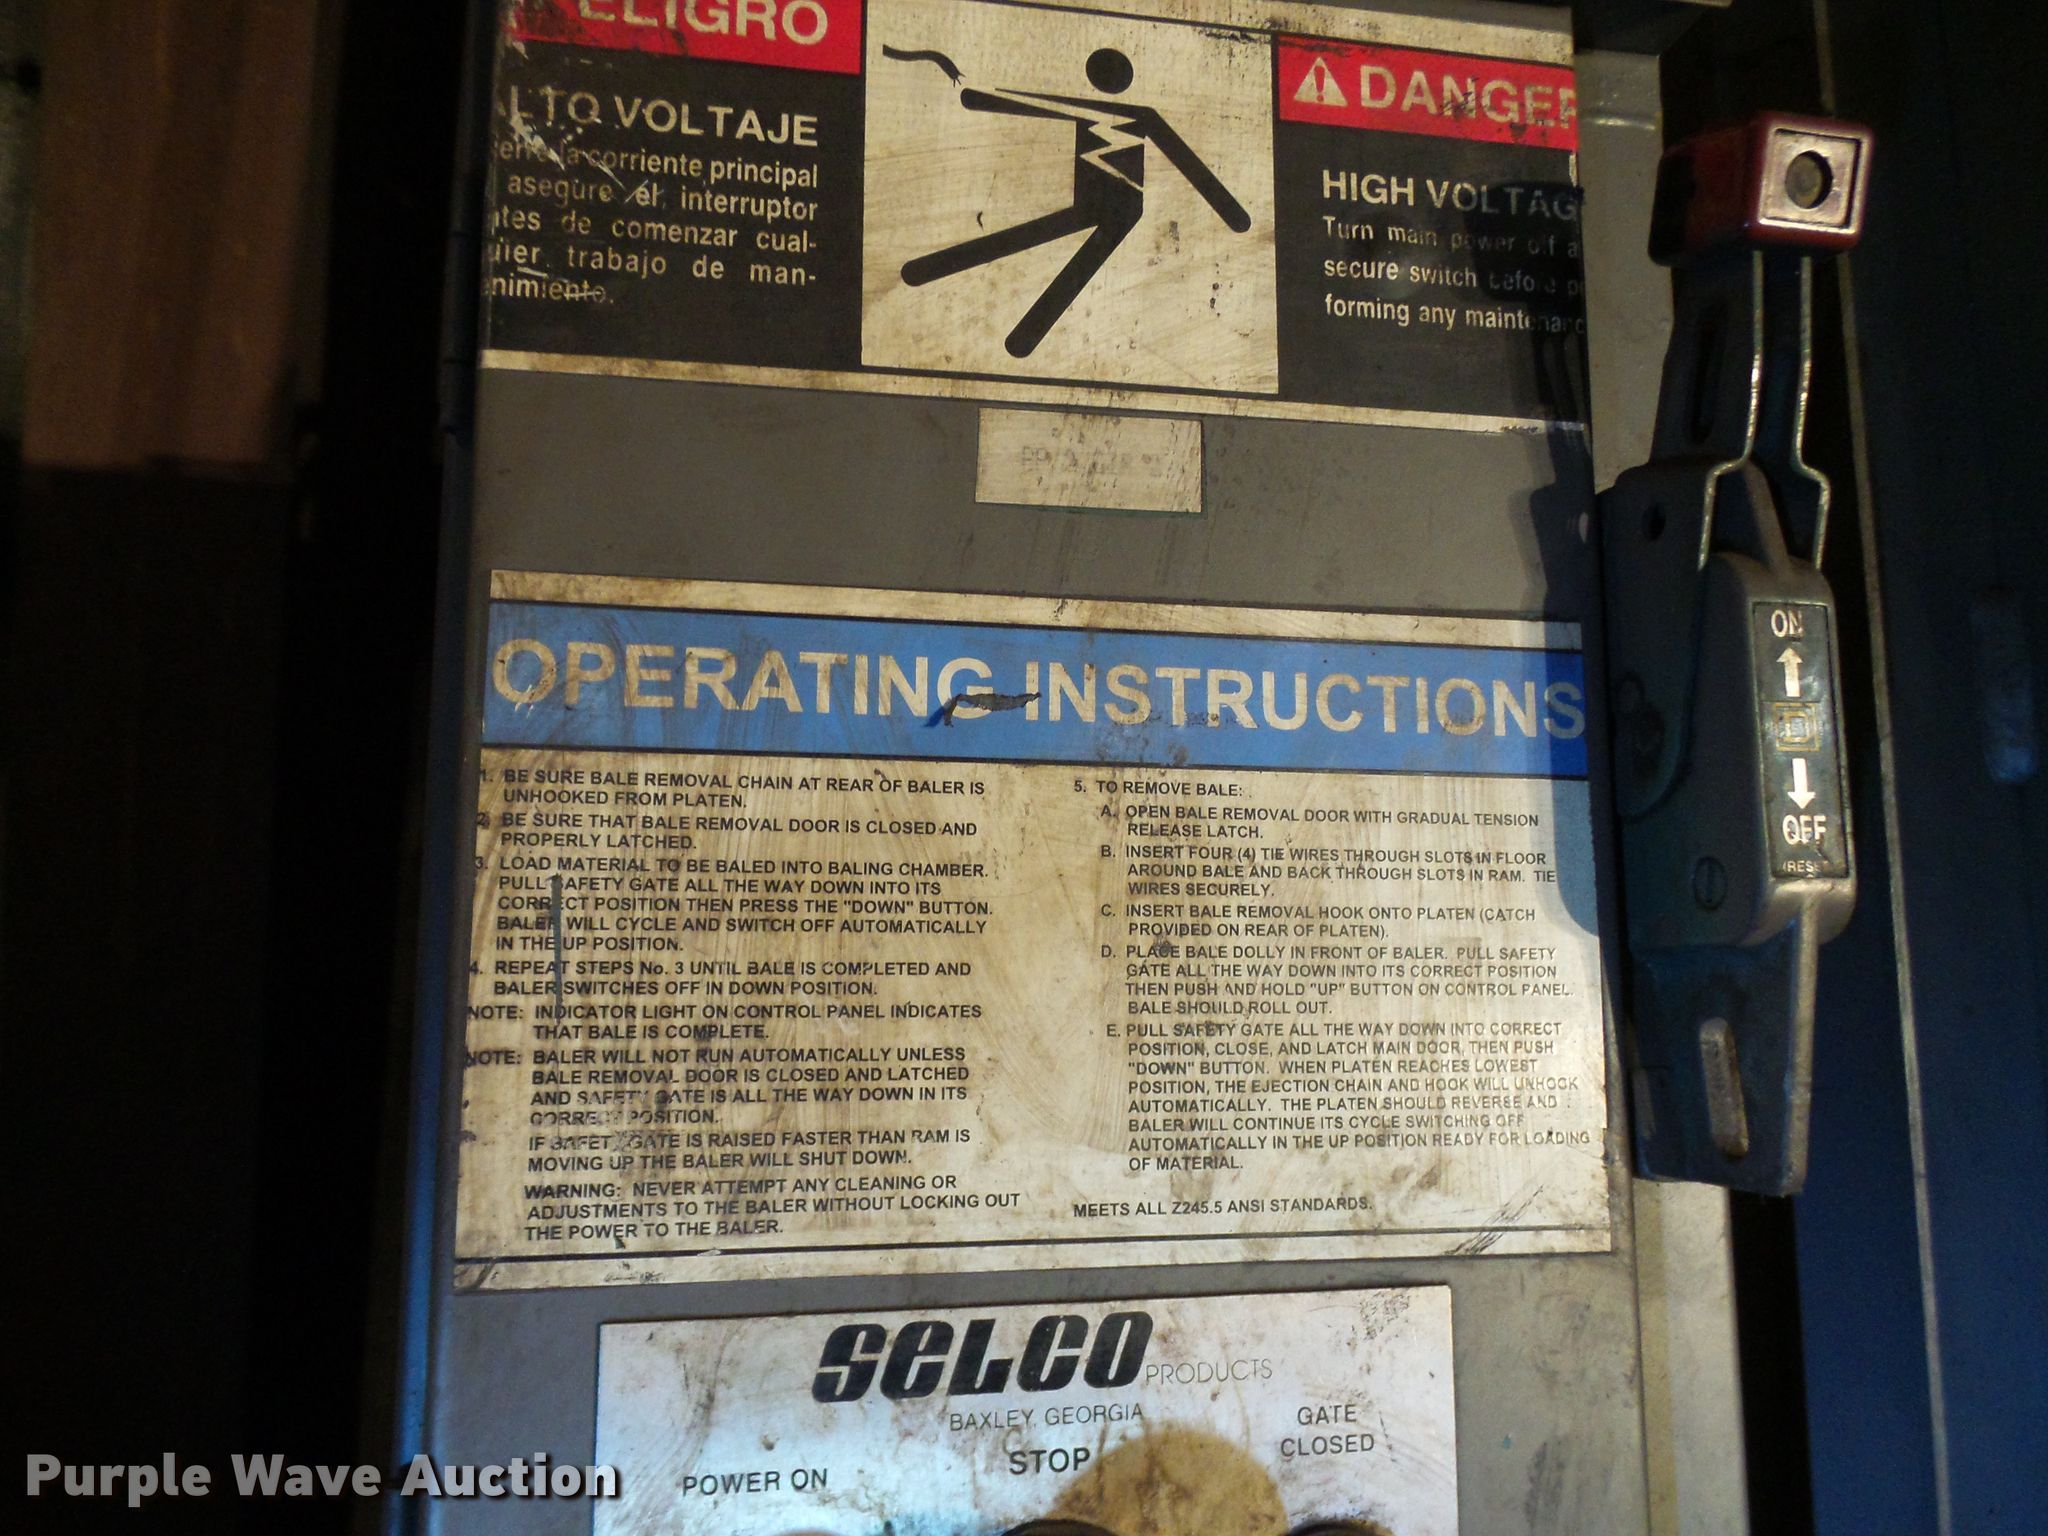 PELIGRO
ALTO VOLTAJE
la corriente principal
asegure el interruptor
de comenzar cual-
trabajo de man-
DANGER
HIGH VOLTAG
Turn main power off a
secure switch before p
forming any maintenanc
OPERATING INSTRUCTIONS
1. BE SURE BALE REMOVAL CHAIN AT REAR OF BALER IS
UNHOOKED FROM PLATEN.
2. BE SURE THAT BALE REMOVAL DOOR IS CLOSED AND
PROPERLY LATCHED.
3. LOAD MATERIAL TO BE BALED INTO BALING CHAMBER.
PULL SAFETY GATE ALL THE WAY DOWN INTO ITS
CORRECT POSITION THEN PRESS THE "DOWN" BUTTON.
BALER WILL CYCLE AND SWITCH OFF AUTOMATICALLY
IN THE UP POSITION.
4. REPEAT STEPS No. 3 UNTIL BALE IS COMPLETED AND
BALER SWITCHES OFF IN DOWN POSITION.
NOTE: INDICATOR LIGHT ON CONTROL PANEL INDICATES
THAT BALE IS COMPLETE.
NOTE: BALER WILL NOT RUN AUTOMATICALLY UNLESS
BALE REMOVAL DOOR IS CLOSED AND LATCHED
AND SAFETY GATE IS ALL THE WAY DOWN IN ITS
CORRECT POSITION.
IF SAFETY GATE IS RAISED FASTER THAN RAM IS
MOVING UP THE BALER WILL SHUT DOWN.
WARNING: NEVER ATTEMPT ANY CLEANING OR
ADJUSTMENTS TO THE BALER WITHOUT LOCKING OUT
THE POWER TO THE BALER.
5. TO REMOVE BALE:
A. OPEN BALE REMOVAL DOOR WITH GRADUAL TENSION
RELEASE LATCH.
B. INSERT FOUR (4) TIE WIRES THROUGH SLOTS IN FLOOR
AROUND BALE AND BACK THROUGH SLOTS IN RAM. TIE
WIRES SECURELY.
C. INSERT BALE REMOVAL HOOK ONTO PLATEN (CATCH
PROVIDED ON REAR OF PLATEN).
D. PLACE BALE DOLLY IN FRONT OF BALER. PULL SAFETY
GATE ALL THE WAY DOWN INTO ITS CORRECT POSITION
THEN PUSH AND HOLD "UP" BUTTON ON CONTROL PANEL.
BALE SHOULD ROLL OUT.
E. PULL SAFETY GATE ALL THE WAY DOWN INTO CORRECT
POSITION, CLOSE, AND LATCH MAIN DOOR, THEN PUSH
"DOWN" BUTTON. WHEN PLATEN REACHES LOWEST
POSITION, THE EJECTION CHAIN AND HOOK WILL UNHOOK
AUTOMATICALLY. THE PLATEN SHOULD REVERSE AND
BALER WILL CONTINUE ITS CYCLE SWITCHING OFF
AUTOMATICALLY IN THE UP POSITION READY FOR LOADING
OF MATERIAL.
MEETS ALL Z245.5 ANSI STANDARDS.
ON
OFF
(RESET
SELCO PRODUCTS
BAXLEY, GEORGIA
POWER ON
STOP
GATE
CLOSED
Purple Wave Auction